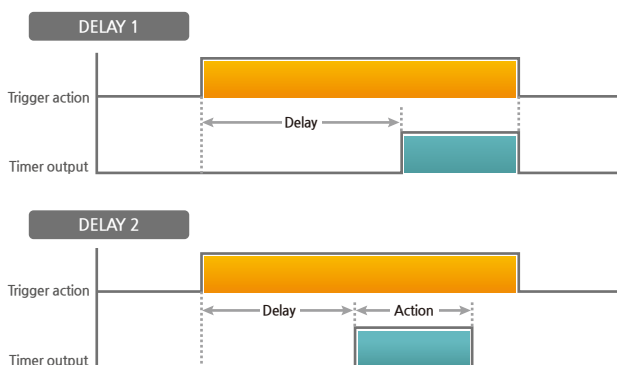 DELAY 1
Trigger action
Delay
Timer output
DELAY 2
Trigger action
Delay
Action
Timer output